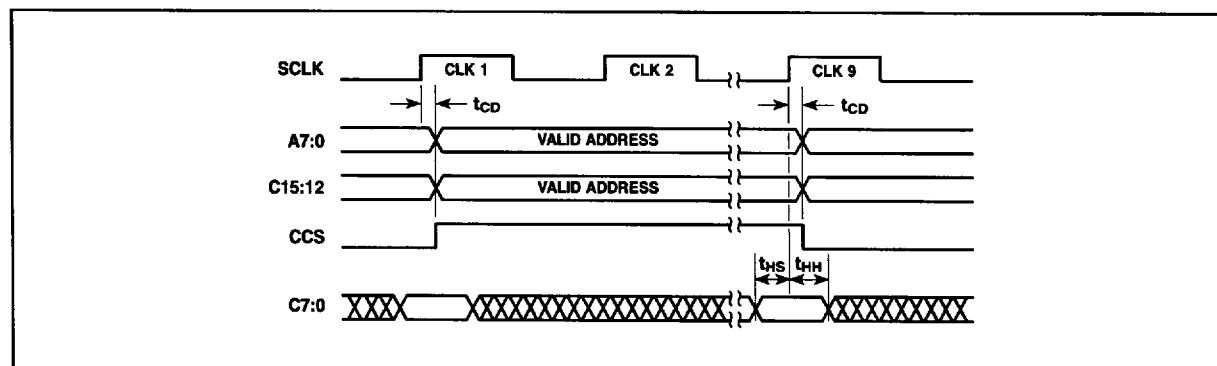 SCLK
CLK 1
CLK 2
CLK 9
tCD
tCD
A7:0
VALID ADDRESS
C15:12
VALID ADDRESS
CCS
tHS
tHH
C7:0